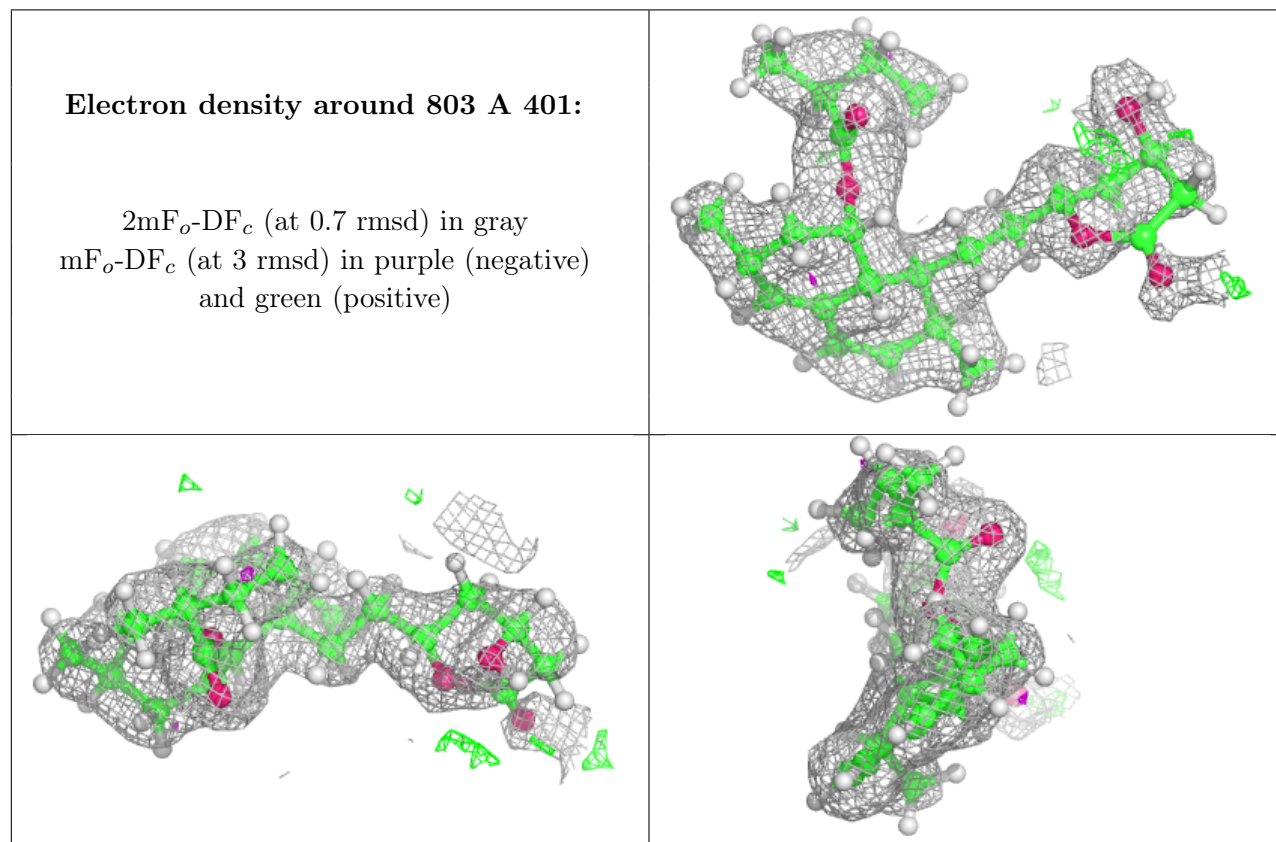 Electron density around 803 A 401:
2mFo-DFc (at 0.7 rmsd) in gray
mFo-DFc (at 3 rmsd) in purple (negative)
and green (positive)